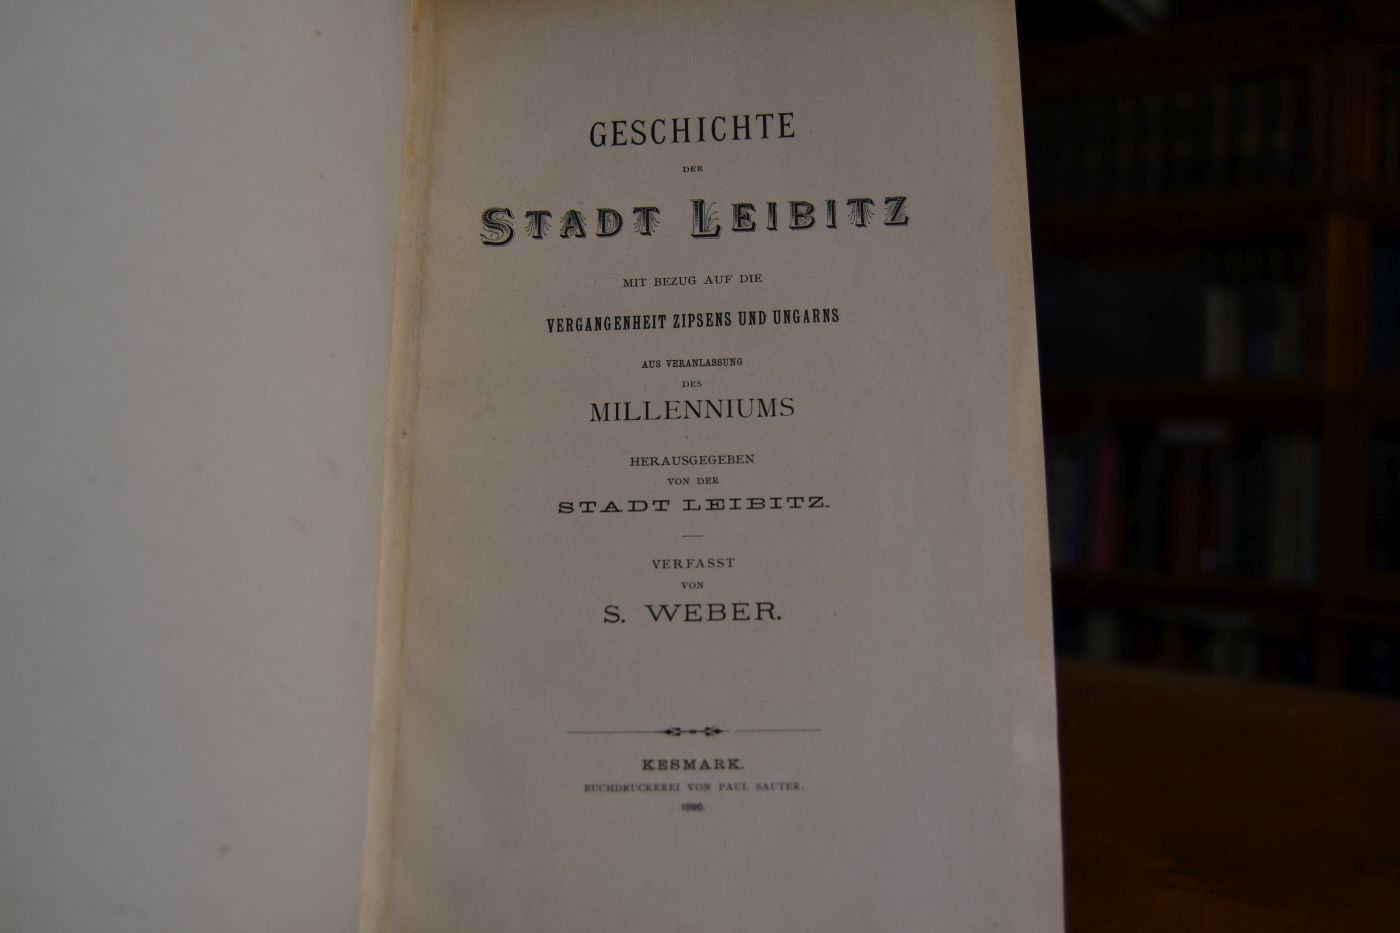 GESCHICHTE
DER
STADT LEIBITZ
MIT BEZUG AUF DIE
VERGANGENHEIT ZIPSENS UND UNGARNS
AUS VERANLASSUNG
DES
MILLENNIUMS
HERAUSGEGEBEN
VON DER
STADT LEIBITZ.
VERFASST
VON
S. WEBER.
KESMARK.
BUCHDRUCKEREI VON PAUL SAUTER.
1896.